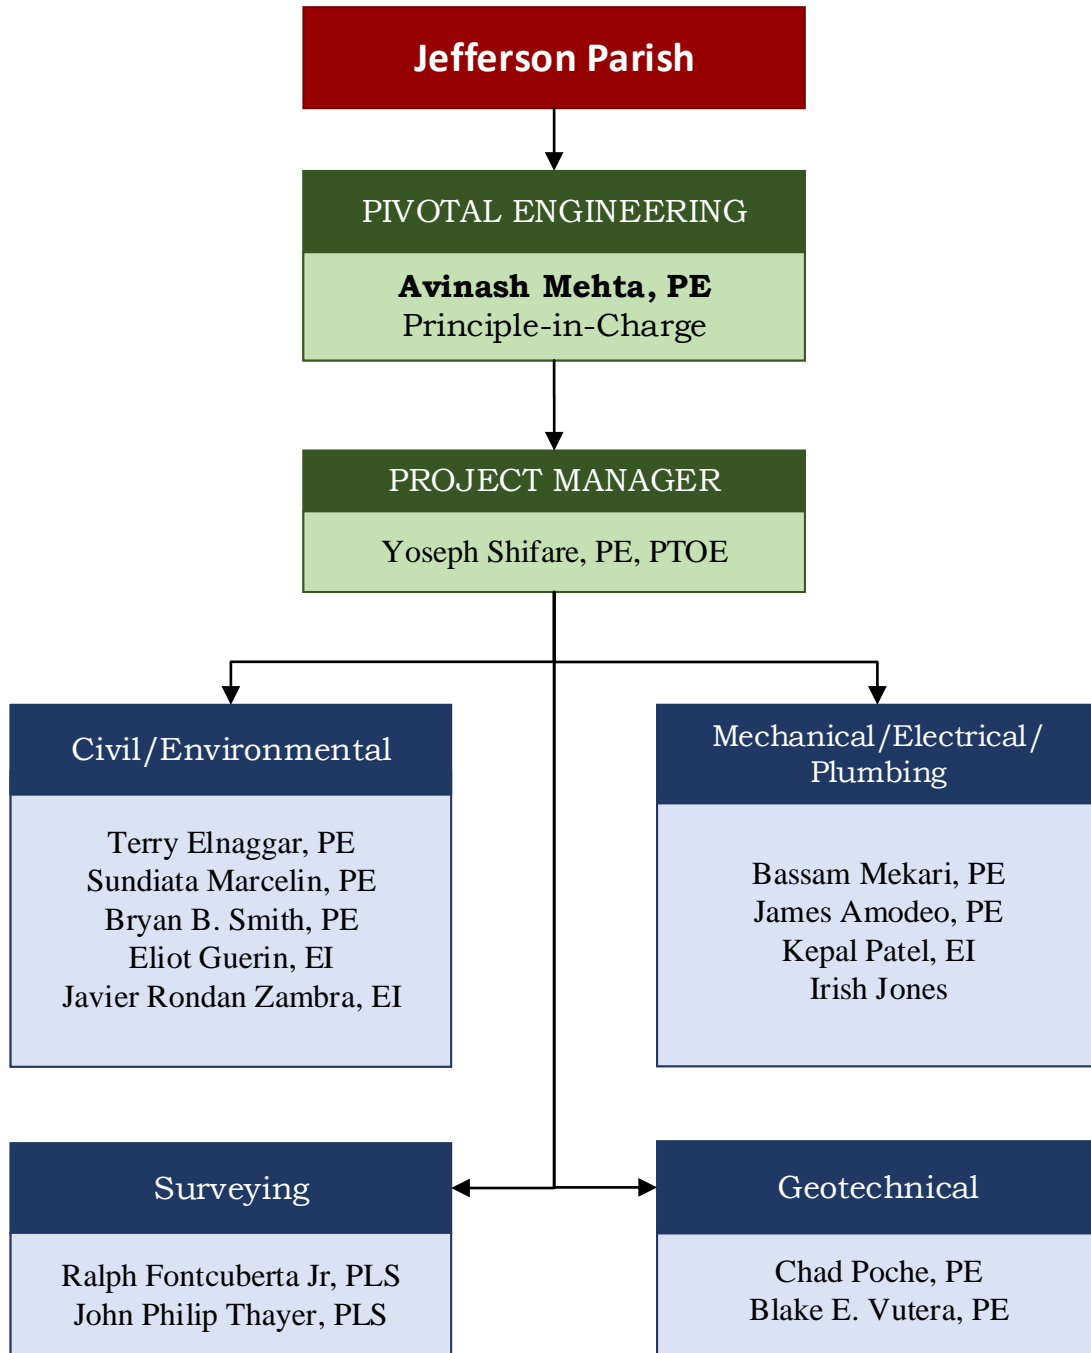 Jefferson Parish
PIVOTAL ENGINEERING
Avinash Mehta, PE
Principle-in-Charge
PROJECT MANAGER
Yoseph Shifare, PE, PTOE
Civil/Environmental
Terry Elnaggar, PE
Sundiata Marcelin, PE
Bryan B. Smith, PE
Eliot Guerin, EI
Javier Rondan Zambra, EI
Mechanical/Electrical/
Plumbing
Bassam Mekari, PE
James Amodeo, PE
Kepal Patel, EI
Irish Jones
Surveying
Ralph Fontcuberta Jr, PLS
John Philip Thayer, PLS
Geotechnical
Chad Poche, PE
Blake E. Vutera, PE